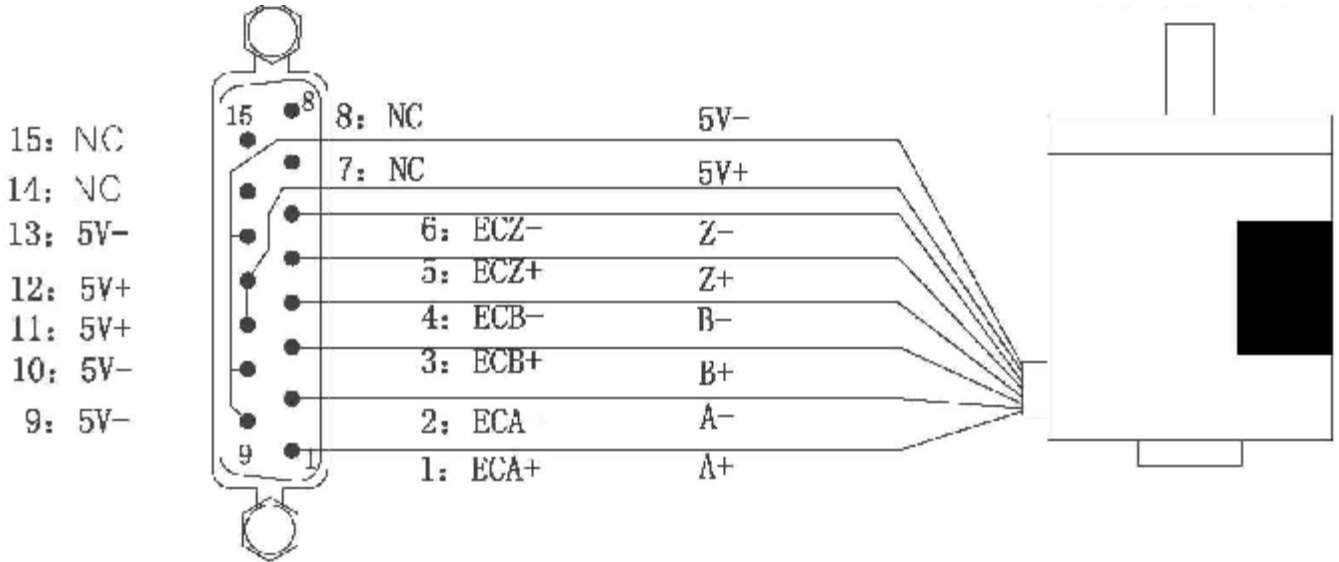 15
8
8: NC
5V-
15: NC
7: NC
5V+
14: NC
6: ECZ-
Z-
13: 5V-
5: ECZ+
Z+
12: 5V+
4: ECB-
B-
11: 5V+
3: ECB+
B+
10: 5V-
2: ECA
A-
9: 5V-
9
1
1: ECA+
A+